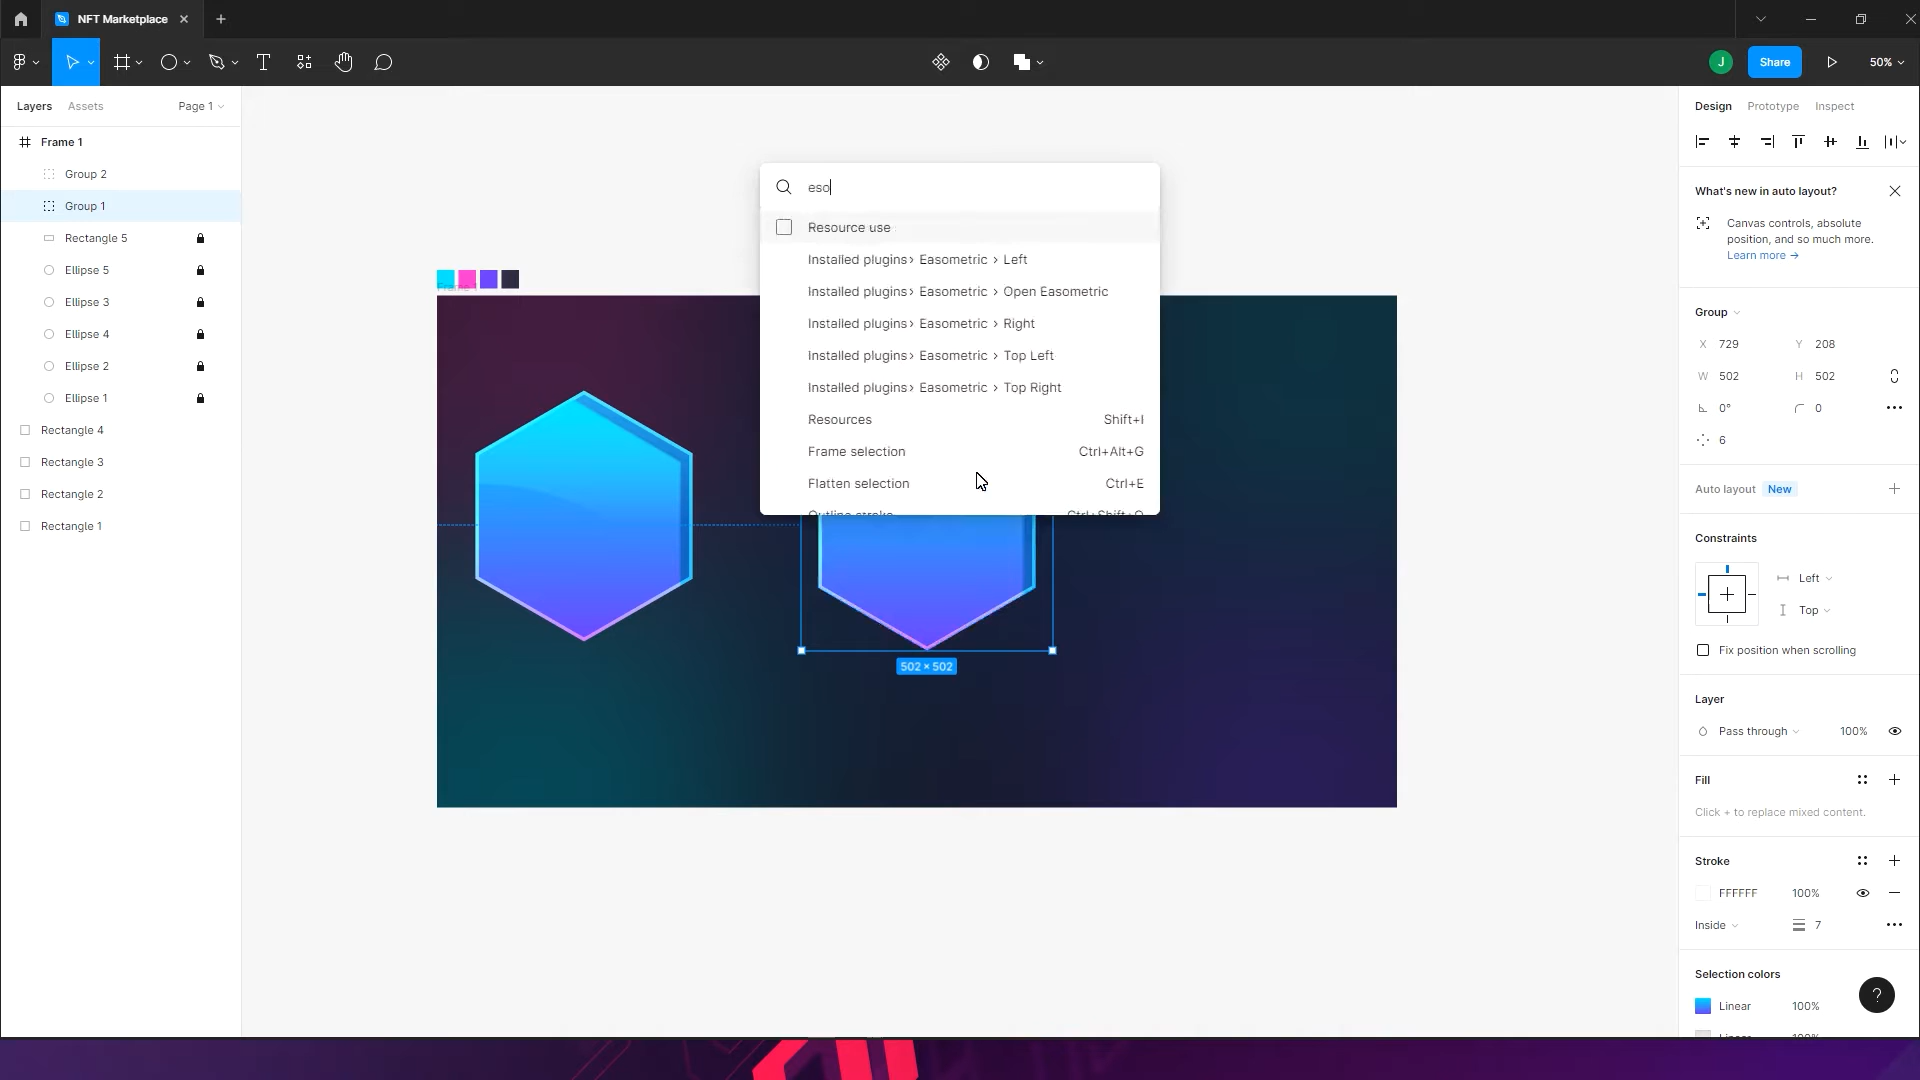 NFT Marketplace
J
Share
50%
Layers
Assets
Page 1
Frame 1
Group 2
Group 1
Rectangle 5
Ellipse 5
Ellipse 3
Ellipse 4
Ellipse 2
Ellipse 1
Rectangle 4
Rectangle 3
Rectangle 2
Rectangle 1
Frame 1
eso
Resource use
Installed plugins › Easometric › Left
Installed plugins › Easometric › Open Easometric
Installed plugins › Easometric › Right
Installed plugins › Easometric › Top Left
Installed plugins › Easometric › Top Right
Resources Shift+I
Frame selection Ctrl+Alt+G
Flatten selection Ctrl+E
Outline stroke Ctrl+Shift+O
502 × 502
Design Prototype Inspect
What's new in auto layout?
Canvas controls, absolute
position, and so much more.
Learn more →
Group
X 729 Y 208
W 502 H 502
0° 0
6
Auto layout New
Constraints
Left
Top
Fix position when scrolling
Layer
Pass through 100%
Fill
Click + to replace mixed content.
Stroke
FFFFFF 100%
Inside 7
Selection colors
Linear 100%
Linear 100%
?